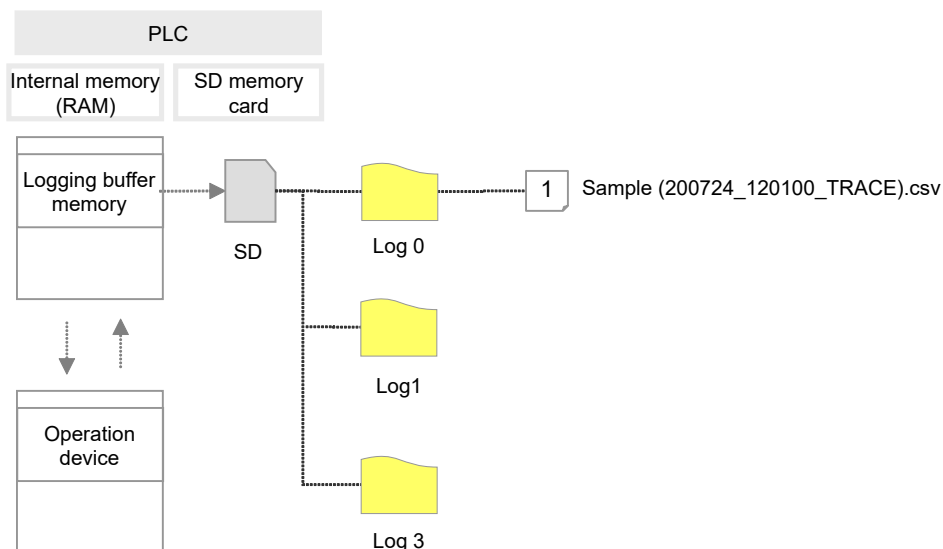 PLC
Internal memory
(RAM)
SD memory
card
Logging buffer
memory
SD
Log 0
1
Sample (200724_120100_TRACE).csv
Log1
Operation
device
Log 3